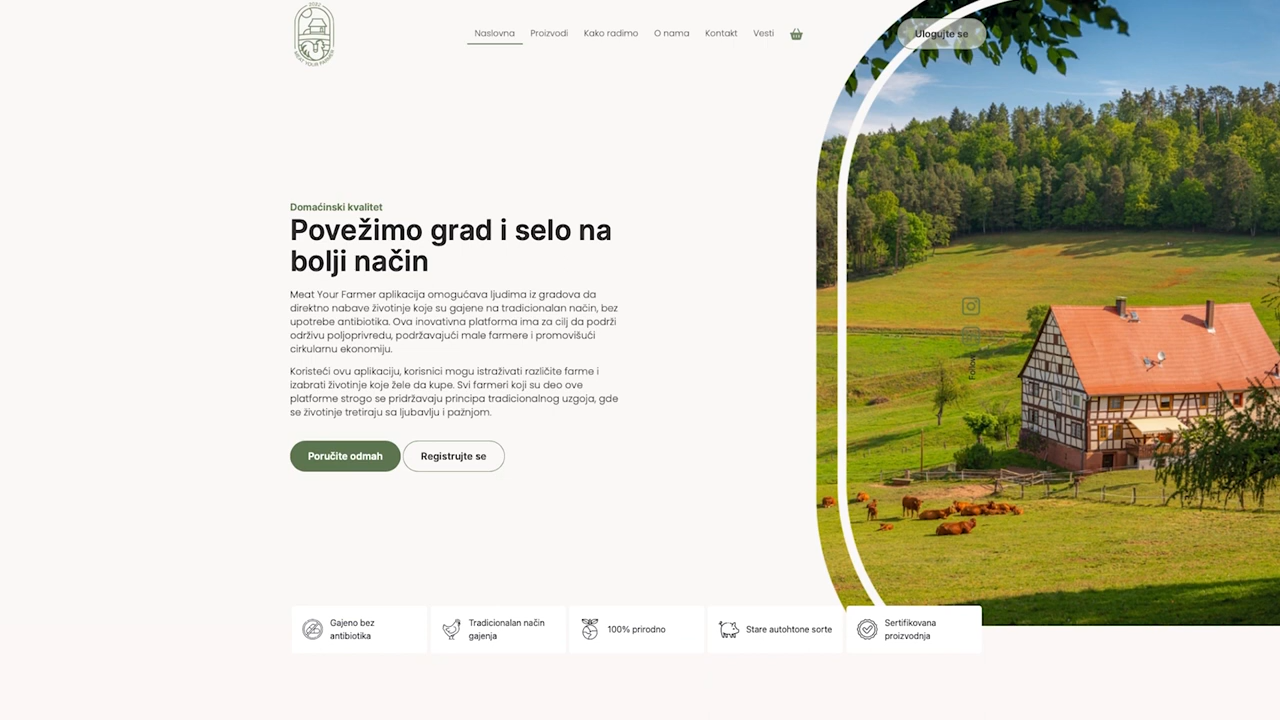 2022
MEAT YOUR FARMER
Naslovna
Proizvodi
Kako radimo
O nama
Kontakt
Vesti
Ulogujte se
Domaćinski kvalitet
Povežimo grad i selo na
bolji način
Meat Your Farmer aplikacija omogućava ljudima iz gradova da
direktno nabave životinje koje su gajene na tradicionalan način, bez
upotrebe antibiotika. Ova inovativna platforma ima za cilj da podrži
održivu poljoprivredu, podržavajući male farmere i promovišući
cirkularnu ekonomiju.
Koristeći ovu aplikaciju, korisnici mogu istraživati različite farme i
izabrati životinje koje žele da kupe. Svi farmeri koji su deo ove
platforme strogo se pridržavaju principa tradicionalnog uzgoja, gde
se životinje tretiraju sa ljubavlju i pažnjom.
Poručite odmah
Registrujte se
Follow
Gajeno bez
antibiotika
Tradicionalan način
gajenja
100% prirodno
Stare autohtone sorte
Sertifikovana
proizvodnja